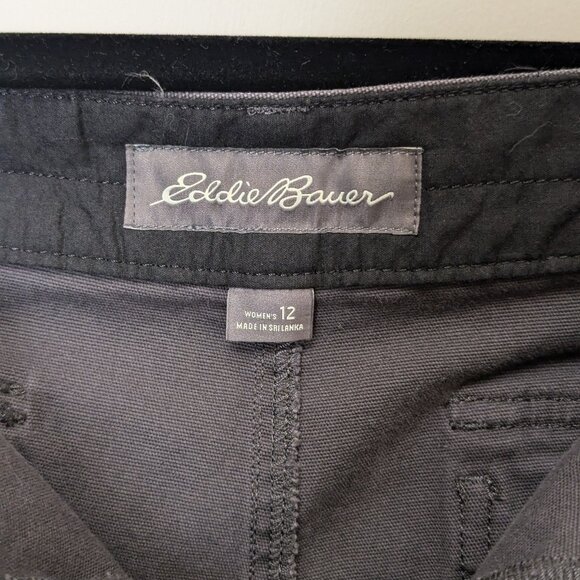 Eddie Bauer
WOMEN'S 12
MADE IN SRI LANKA